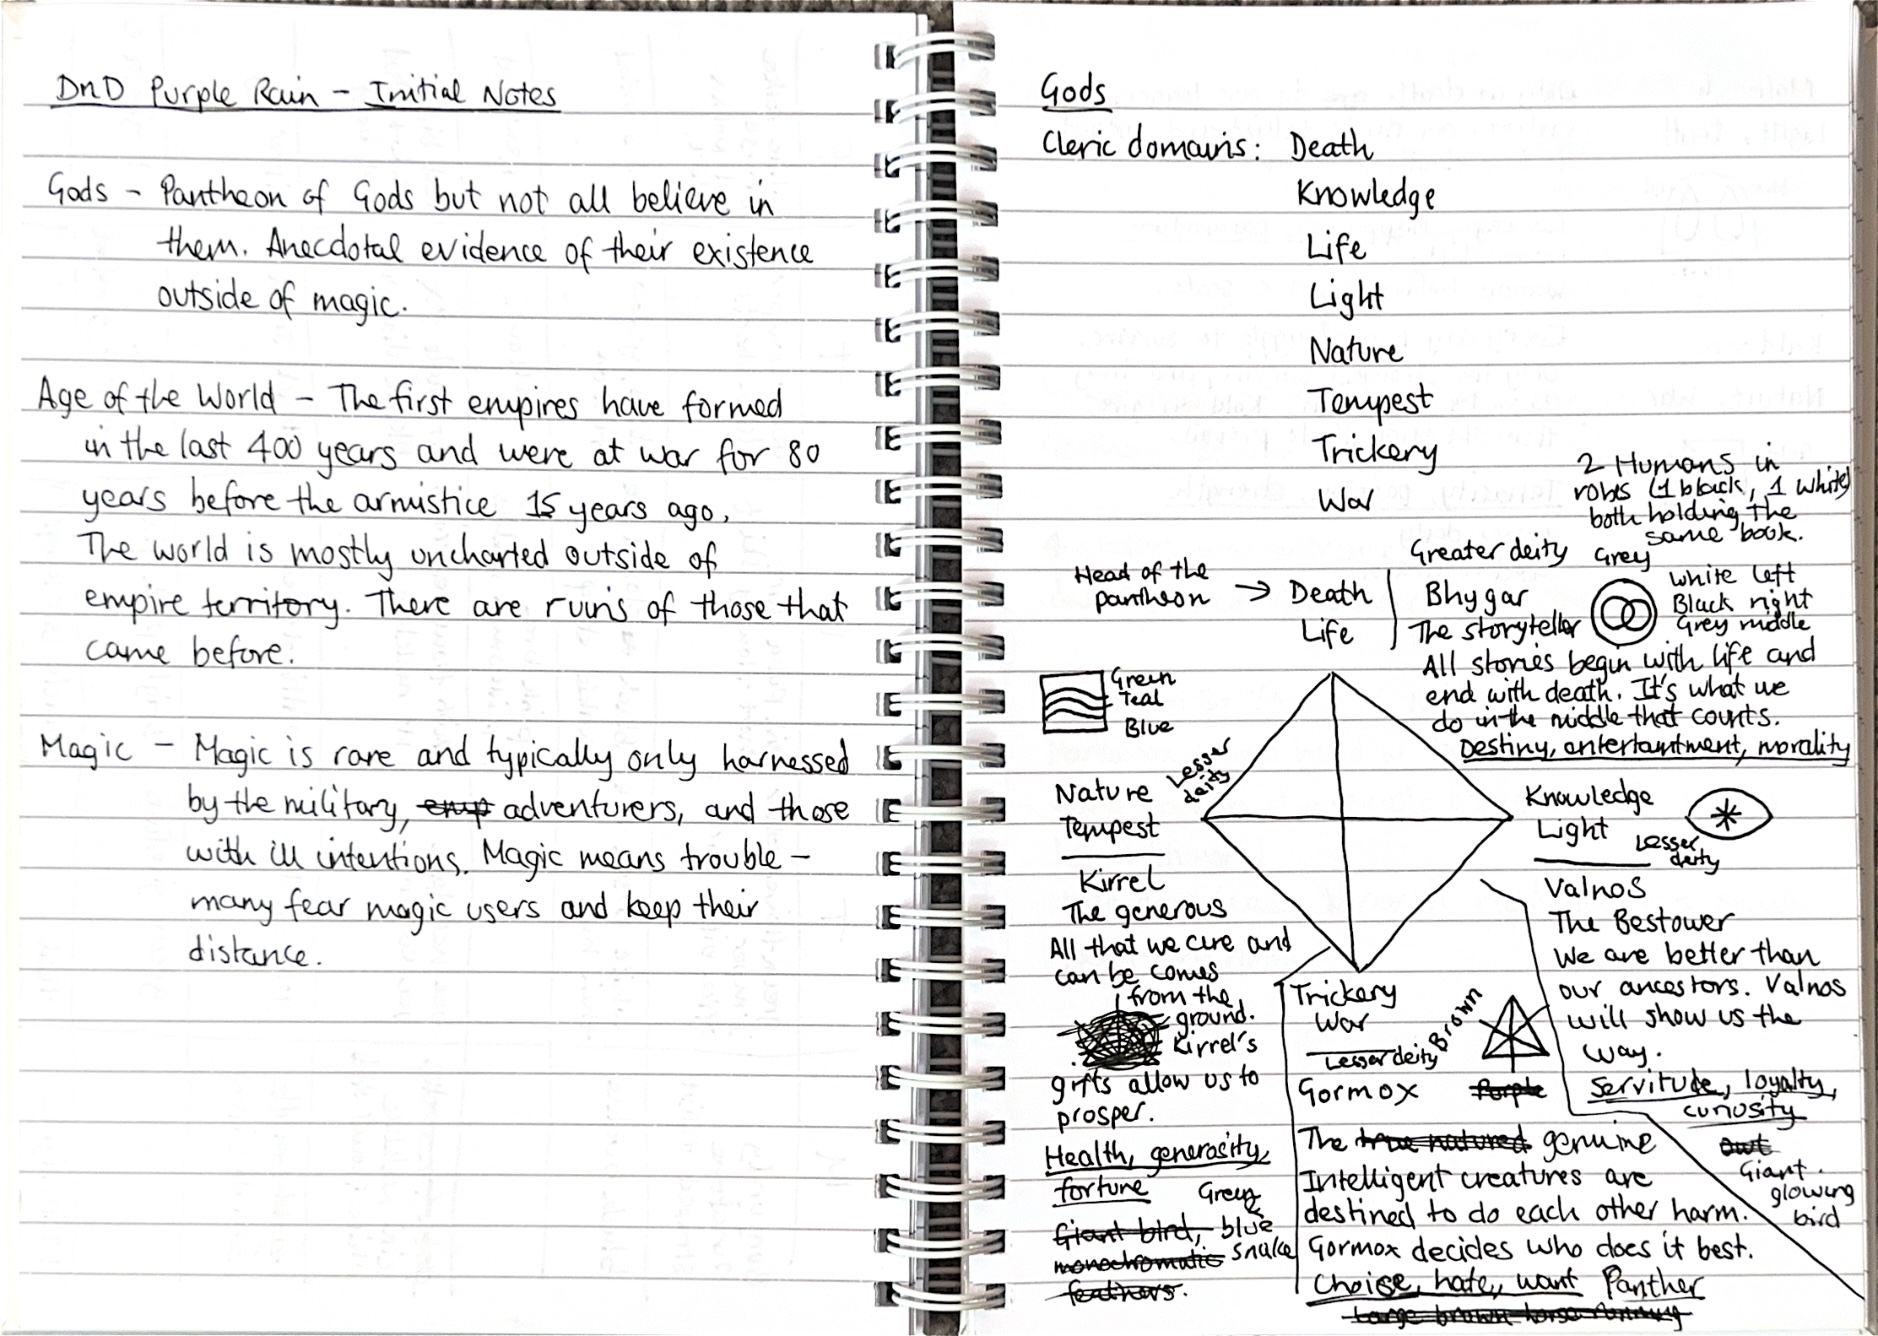 DnD Purple Rain - Initial Notes
Gods - Pantheon of Gods but not all believe in
them. Anecdotal evidence of their existence
outside of magic.
Age of the World - The first empires have formed
in the last 400 years and were at war for 80
years before the armistice 15 years ago.
The world is mostly uncharted outside of
empire territory. There are ruins of those that
came before.
Magic - Magic is rare and typically only harnessed
by the military, emp adventurers, and those
with ill intentions. Magic means trouble -
many fear magic users and keep their
distance.
Gods
Cleric domains: Death
Knowledge
Life
Light
Nature
Tempest
Trickery
War
2 Humans in
robes (1 black, 1 white)
both holding the
same book.
Head of the
pantheon →
Death
Life
Greater deity
Bhygar
The storyteller
Grey
White left
Black right
Grey middle
All stories begin with life and
end with death. It's what we
do in the middle that counts.
Destiny, entertaintment, morality
Green
Teal
Blue
Lesser
deity
Nature
Tempest
Kirrel
The generous
All that we are and
can be comes
from the
ground.
Kirrel's
gifts allow us to
prosper.
Health, generosity,
fortune
Giant bird,
monochromatic
feathers.
Green
blue
snake
Knowledge
Light
Lesser
deity
Valnos
The Bestower
We are better than
our ancestors. Valnos
will show us the
way.
Servitude, loyalty,
curiosity
owt
Giant
glowing
bird
Trickery
War
Lesser deity
Brown
Gormox
Purple
The true natured genuine
Intelligent creatures are
destined to do each other harm.
Gormox decides who does it best.
Choise, hate, want Panther
Large brown horse running